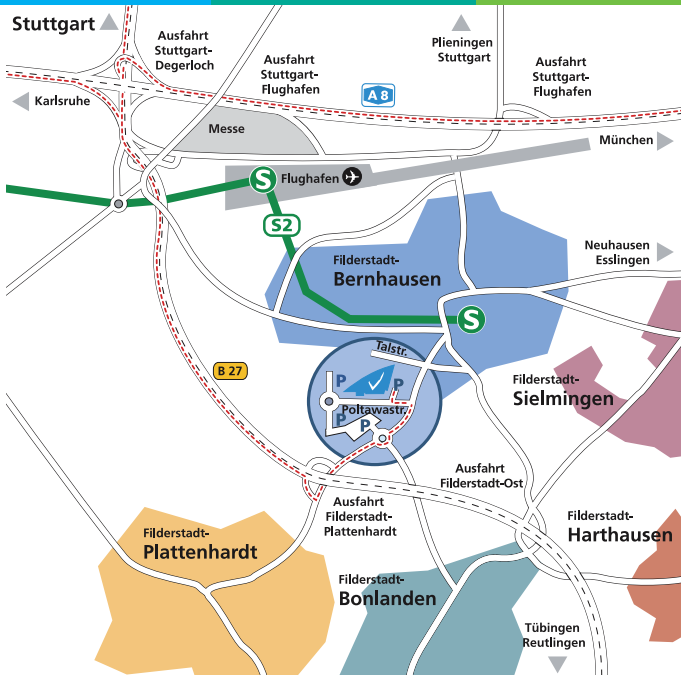 Stuttgart
Ausfahrt
Stuttgart-
Degerloch
Ausfahrt
Stuttgart-
Flughafen
Plieningen
Stuttgart
Ausfahrt
Stuttgart-
Flughafen
Karlsruhe
A 8
Messe
München
S
Flughafen
S2
Neuhausen
Esslingen
Filderstadt-
Bernhausen
S
Talstr.
B 27
P
P
Poltawastr.
P
P
Filderstadt-
Sielmingen
Ausfahrt
Filderstadt-Ost
Ausfahrt
Filderstadt-
Plattenhardt
Filderstadt-
Harthausen
Filderstadt-
Plattenhardt
Filderstadt-
Bonlanden
Tübingen
Reutlingen